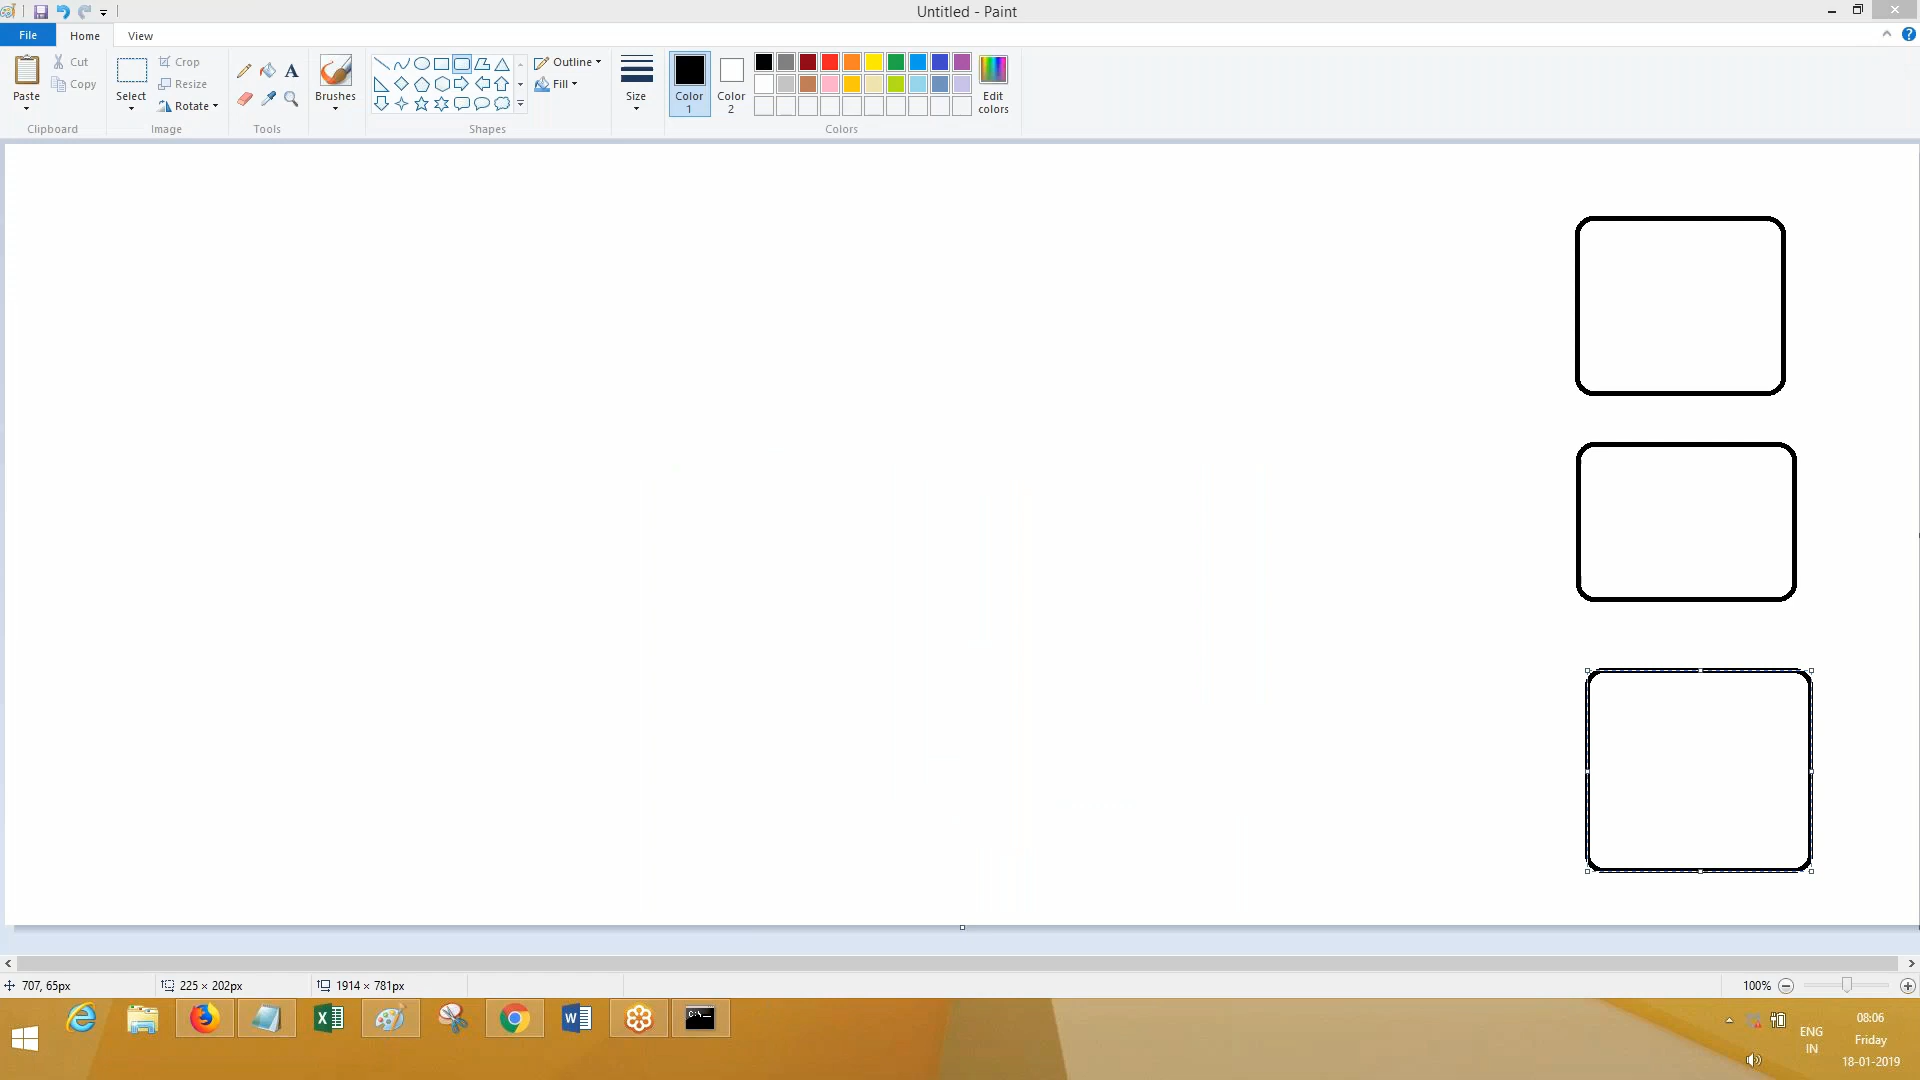 Untitled - Paint
File
Home
View
Paste
Cut
Copy
Clipboard
Select
Crop
Resize
Rotate
Image
A
Tools
Brushes
Outline
Fill
Shapes
Size
Color
1
Color
2
Edit
colors
Colors
707, 65px
225 × 202px
1914 × 781px
100%
ENG
IN
08:06
Friday
18-01-2019